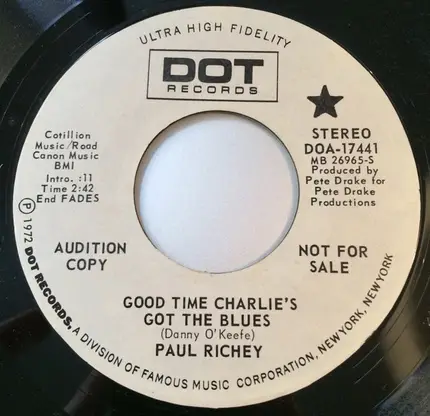 ULTRA HIGH FIDELITY
DOT
RECORDS
Cotillion
Music/Road
Canon Music
BMI
Intro. :11
Time 2:42
End FADES
STEREO
DOA-17441
MB 26965-S
Produced by
Pete Drake for
Pete Drake
Productions
AUDITION
COPY
NOT FOR
SALE
GOOD TIME CHARLIE'S
GOT THE BLUES
(Danny O'Keefe)
PAUL RICHEY
Ⓟ 1972 DOT RECORDS, A DIVISION OF FAMOUS MUSIC CORPORATION, NEW YORK, NEW YORK